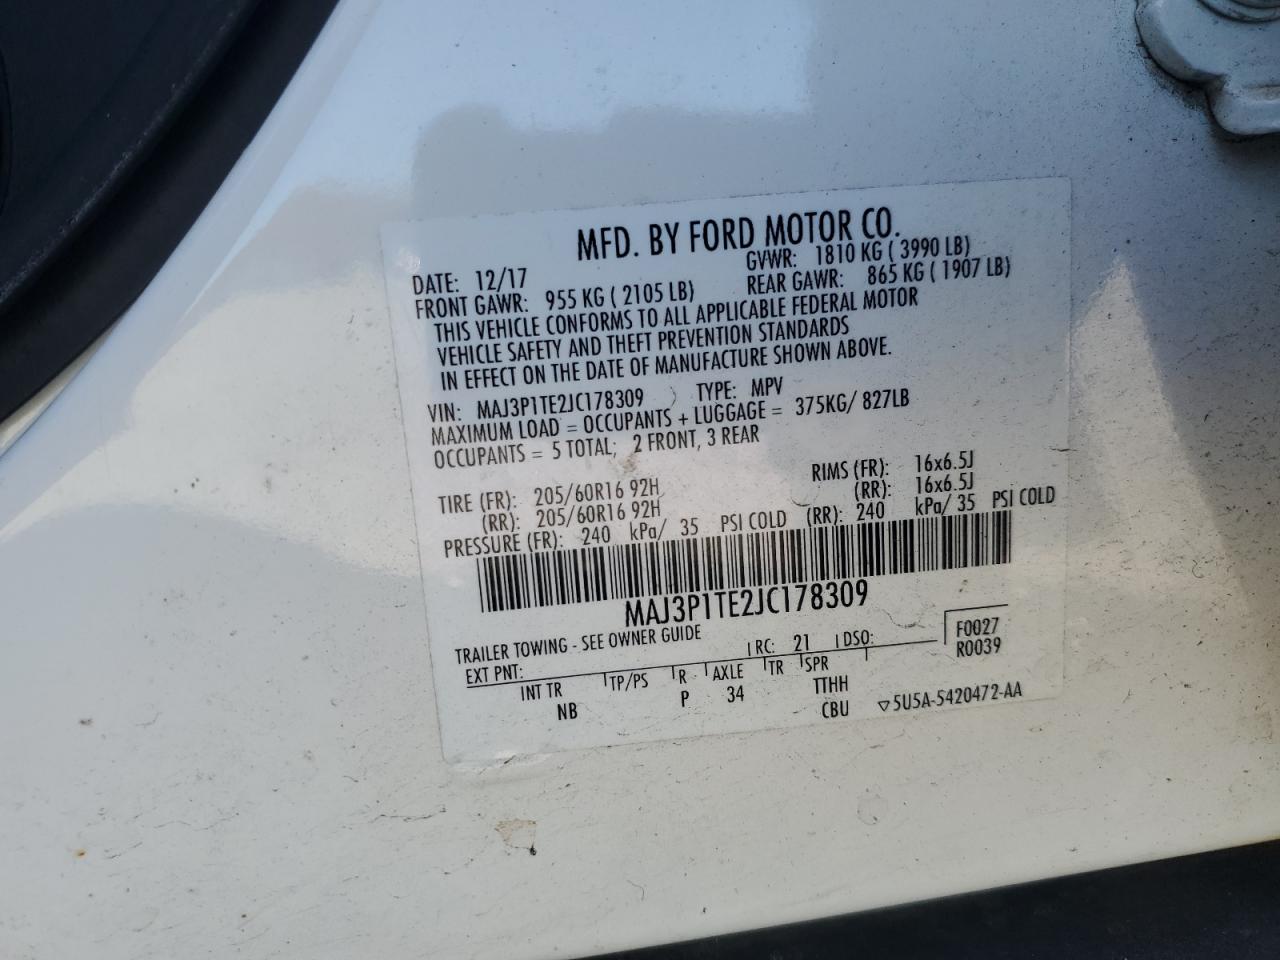 MFD. BY FORD MOTOR CO.
DATE: 12/17 GVWR: 1810 KG ( 3990 LB)
FRONT GAWR: 955 KG ( 2105 LB) REAR GAWR: 865 KG ( 1907 LB)
THIS VEHICLE CONFORMS TO ALL APPLICABLE FEDERAL MOTOR
VEHICLE SAFETY AND THEFT PREVENTION STANDARDS
IN EFFECT ON THE DATE OF MANUFACTURE SHOWN ABOVE.
VIN: MAJ3P1TE2JC178309 TYPE: MPV
MAXIMUM LOAD = OCCUPANTS + LUGGAGE = 375KG/ 827LB
OCCUPANTS = 5 TOTAL; 2 FRONT, 3 REAR
TIRE (FR): 205/60R16 92H RIMS (FR): 16x6.5J
(RR): 205/60R16 92H (RR): 16x6.5J
PRESSURE (FR): 240 kPa/ 35 PSI COLD (RR): 240 kPa/ 35 PSI COLD
MAJ3P1TE2JC178309
TRAILER TOWING - SEE OWNER GUIDE
EXT PNT: RC: 21 DSO: F0027
R0039
INT TR TP/PS R AXLE TR SPR
NB P 34 TTHH
CBU ▽5U5A-5420472-AA